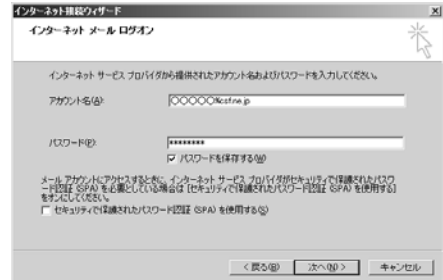 インターネット接続ウィザード
インターネット メール ログオン
インターネット サービス プロバイダから提供されたアカウント名およびパスワードを入力してください。
アカウント名(A):
○○○○○%csf.ne.jp
パスワード(P):
********
パスワードを保存する(W)
メール アカウントにアクセスするときに、インターネット サービス プロバイダがセキュリティで保護されたパスワ
ード認証 (SPA) を必要としている場合は [セキュリティで保護されたパスワード認証 (SPA) を使用する]
をオンにしてください。
セキュリティで保護されたパスワード認証 (SPA) を使用する(S)
< 戻る(B)
次へ(N) >
キャンセル